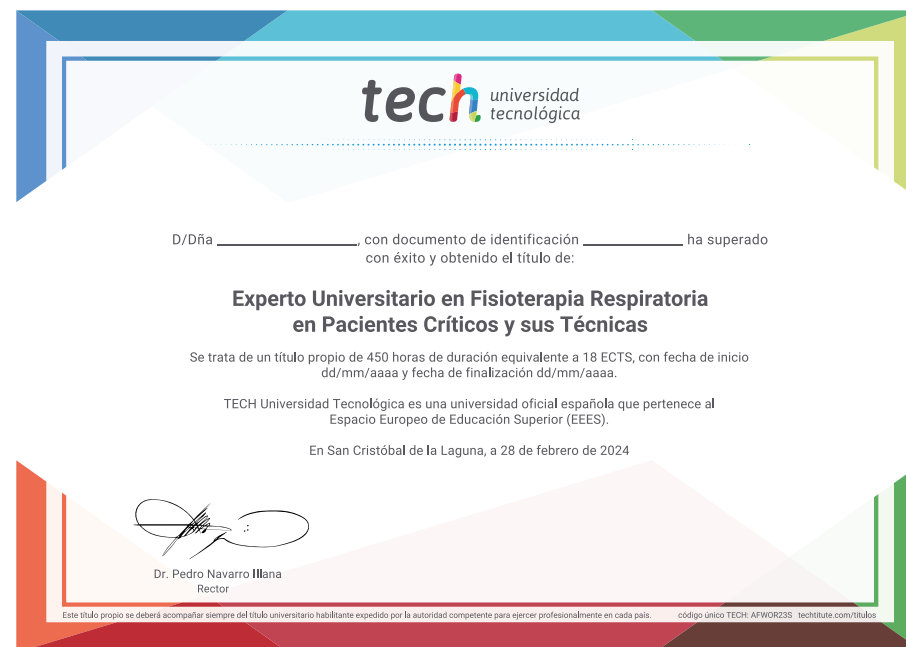 tech universidad
tecnológica
D/Dña ______________, con documento de identificación __________ ha superado
con éxito y obtenido el título de:
Experto Universitario en Fisioterapia Respiratoria
en Pacientes Críticos y sus Técnicas
Se trata de un título propio de 450 horas de duración equivalente a 18 ECTS, con fecha de inicio
dd/mm/aaaa y fecha de finalización dd/mm/aaaa.
TECH Universidad Tecnológica es una universidad oficial española que pertenece al
Espacio Europeo de Educación Superior (EEES).
En San Cristóbal de la Laguna, a 28 de febrero de 2024
Dr. Pedro Navarro Illana
Rector
Este título propio se deberá acompañar siempre del título universitario habilitante expedido por la autoridad competente para ejercer profesionalmente en cada país. código único TECH: AFWOR23S techtitute.com/titulos